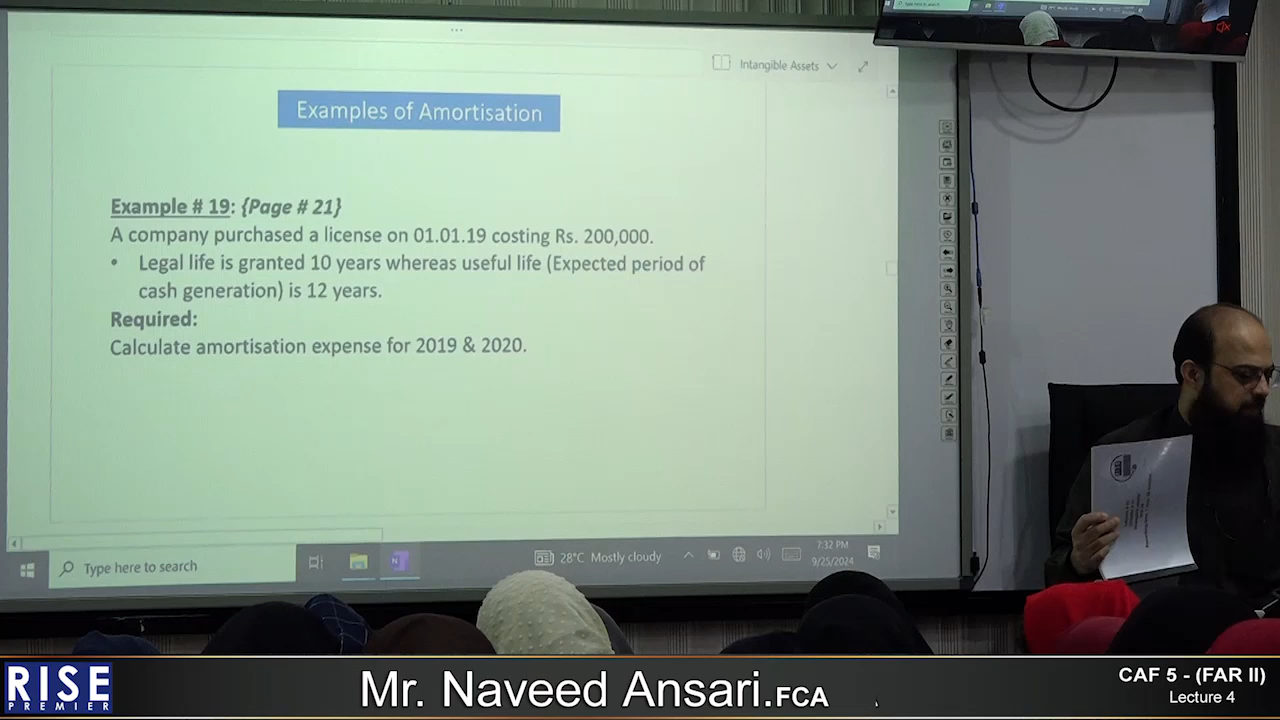 Intangible Assets
Examples of Amortisation
Example # 19: {Page # 21}
A company purchased a license on 01.01.19 costing Rs. 200,000.
• Legal life is granted 10 years whereas useful life (Expected period of
cash generation) is 12 years.
Required:
Calculate amortisation expense for 2019 & 2020.
Type here to search
28°C Mostly cloudy
7:32 PM
9/25/2024
RISE
PREMIER
Mr. Naveed Ansari.FCA
CAF 5 - (FAR II)
Lecture 4